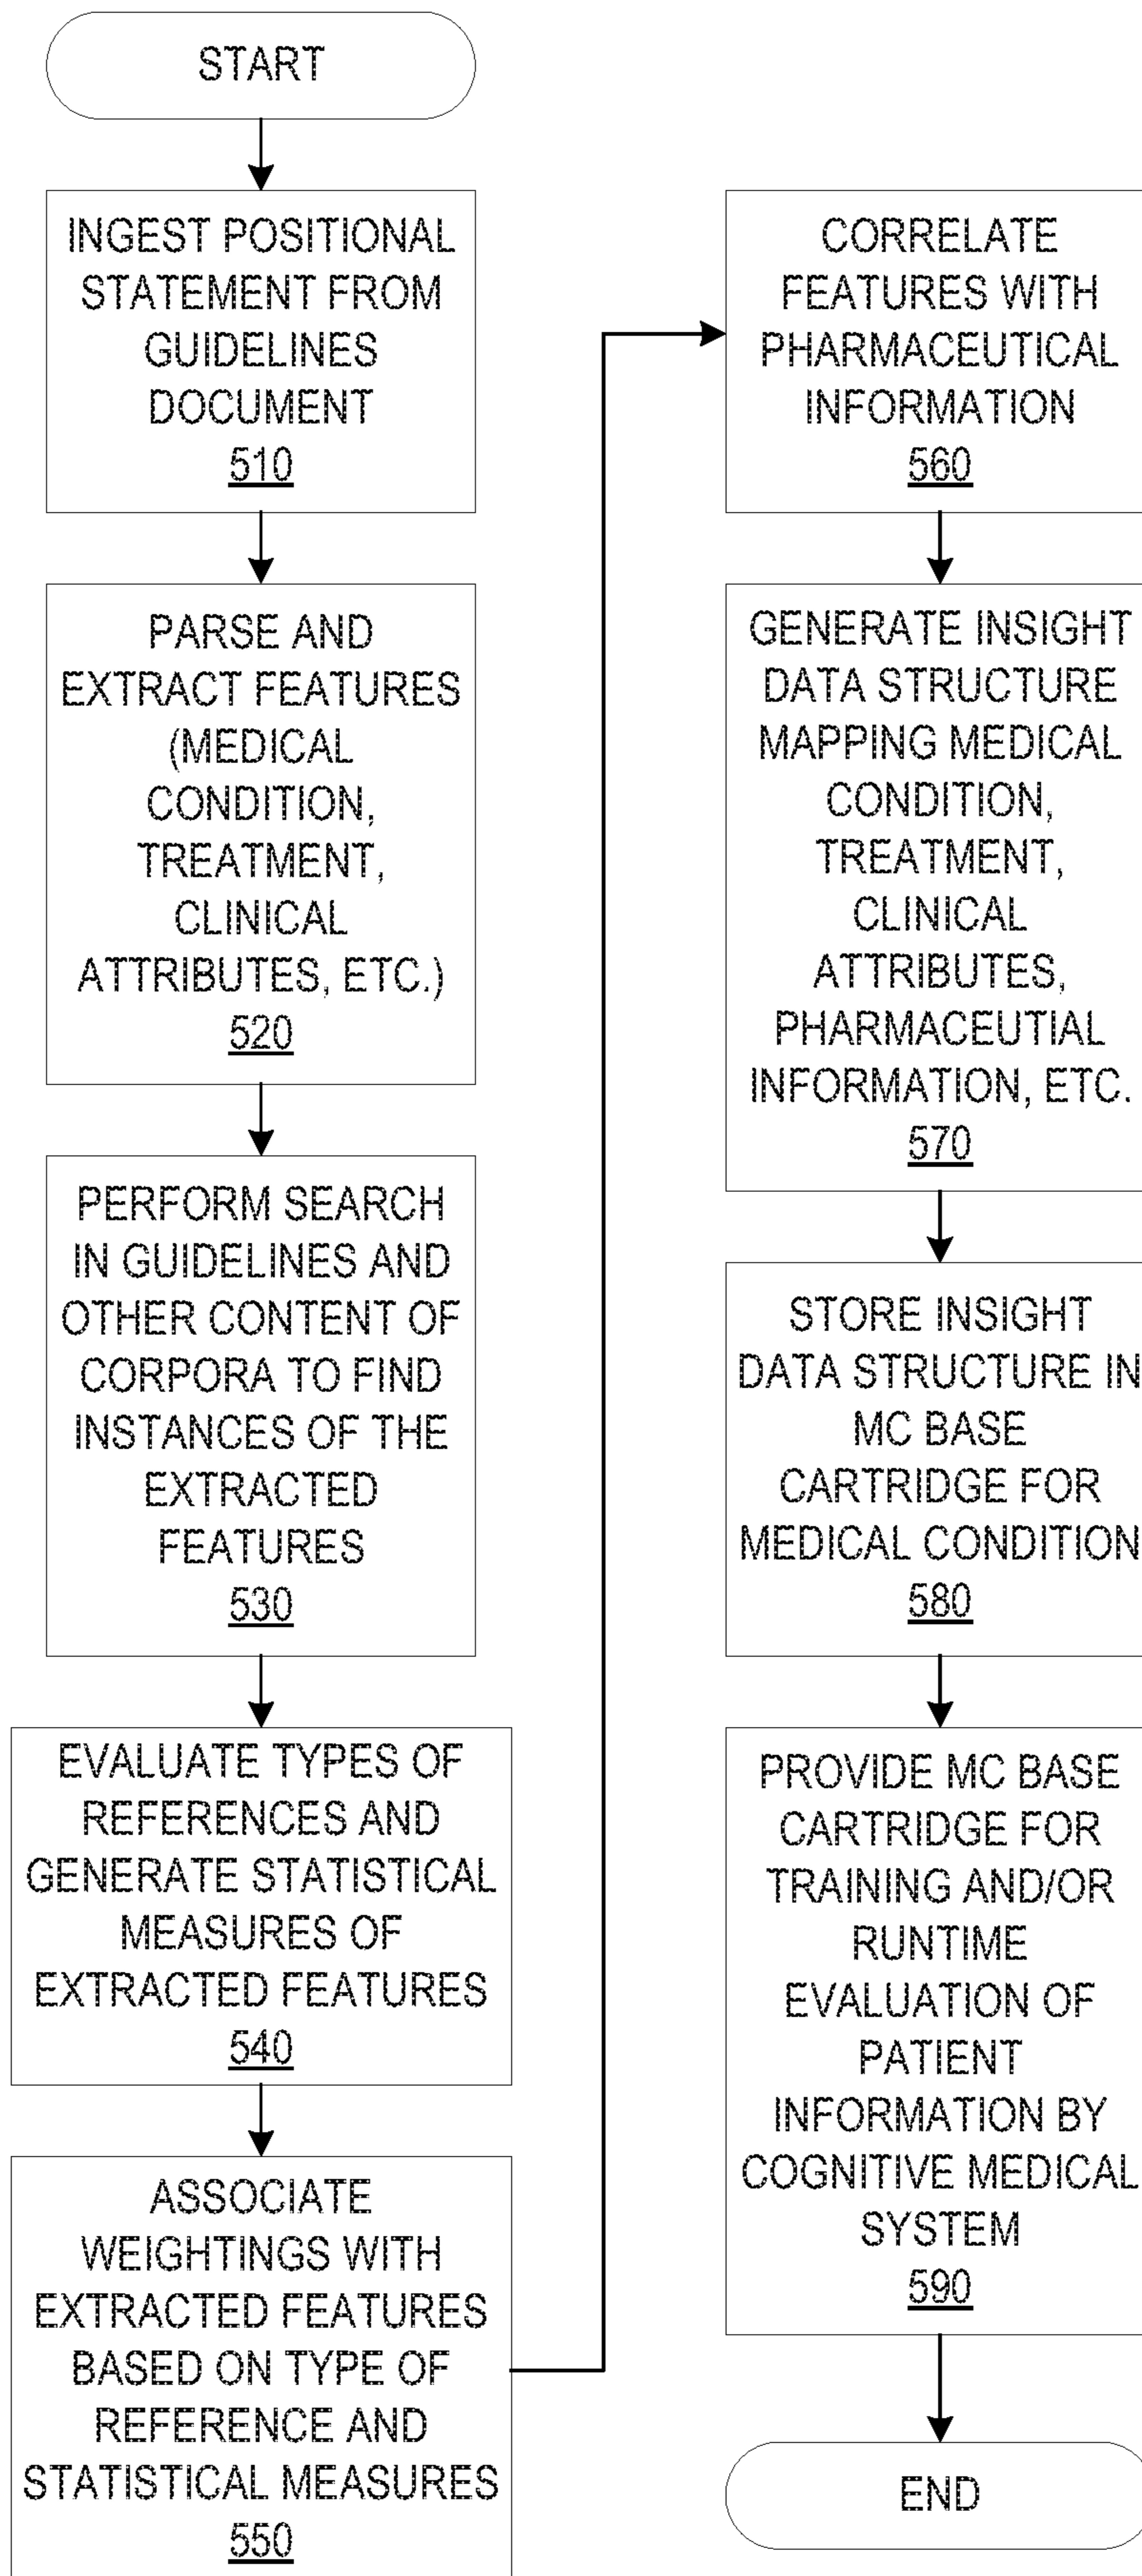 START
INGEST POSITIONAL
STATEMENT FROM
GUIDELINES
DOCUMENT
510
PARSE AND
EXTRACT FEATURES
(MEDICAL
CONDITION,
TREATMENT,
CLINICAL
ATTRIBUTES, ETC.)
520
PERFORM SEARCH
IN GUIDELINES AND
OTHER CONTENT OF
CORPORA TO FIND
INSTANCES OF THE
EXTRACTED
FEATURES
530
EVALUATE TYPES OF
REFERENCES AND
GENERATE STATISTICAL
MEASURES OF
EXTRACTED FEATURES
540
ASSOCIATE
WEIGHTINGS WITH
EXTRACTED FEATURES
BASED ON TYPE OF
REFERENCE AND
STATISTICAL MEASURES
550
CORRELATE
FEATURES WITH
PHARMACEUTICAL
INFORMATION
560
GENERATE INSIGHT
DATA STRUCTURE
MAPPING MEDICAL
CONDITION,
TREATMENT,
CLINICAL
ATTRIBUTES,
PHARMACEUTIAL
INFORMATION, ETC.
570
STORE INSIGHT
DATA STRUCTURE IN
MC BASE
CARTRIDGE FOR
MEDICAL CONDITION
580
PROVIDE MC BASE
CARTRIDGE FOR
TRAINING AND/OR
RUNTIME
EVALUATION OF
PATIENT
INFORMATION BY
COGNITIVE MEDICAL
SYSTEM
590
END